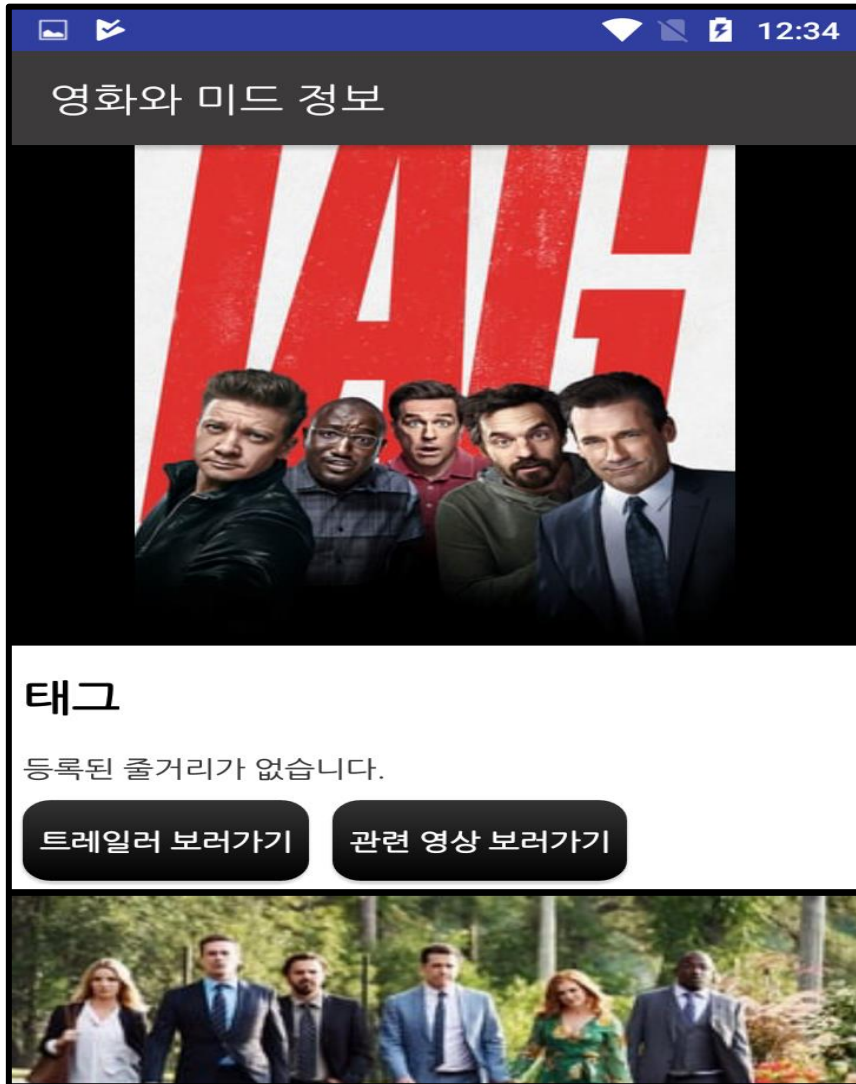 12:34
영화와 미드 정보
TAG
태그
등록된 줄거리가 없습니다.
트레일러 보러가기
관련 영상 보러가기